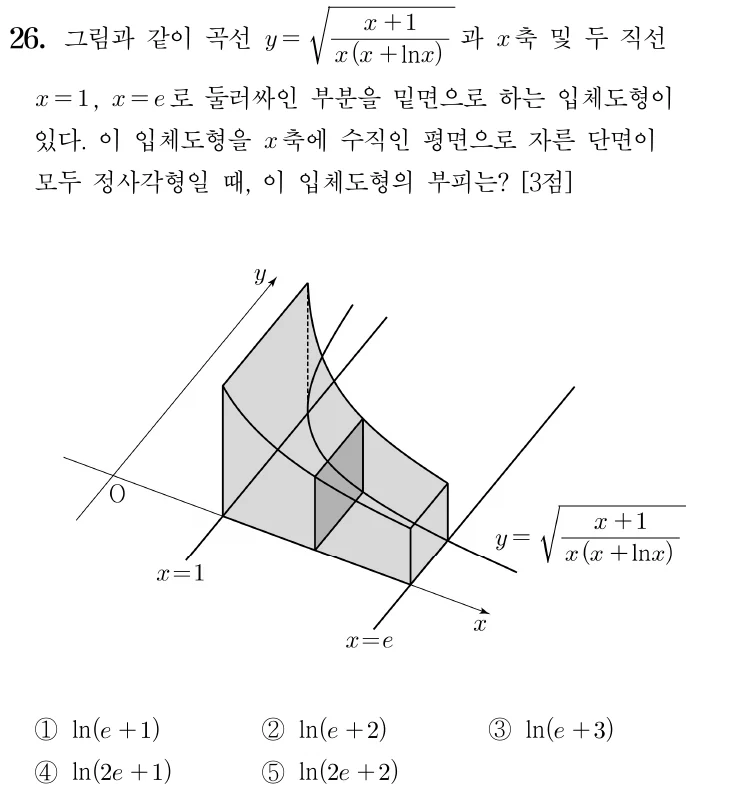 26. 그림과 같이 곡선 y=√((x+1)/(x(x+lnx))) 과 x축 및 두 직선
x=1, x=e로 둘러싸인 부분을 밑면으로 하는 입체도형이
있다. 이 입체도형을 x축에 수직인 평면으로 자른 단면이
모두 정사각형일 때, 이 입체도형의 부피는? [3점]
y
O
x=1
y=√((x+1)/(x(x+lnx)))
x
x=e
① ln(e+1) ② ln(e+2) ③ ln(e+3)
④ ln(2e+1) ⑤ ln(2e+2)